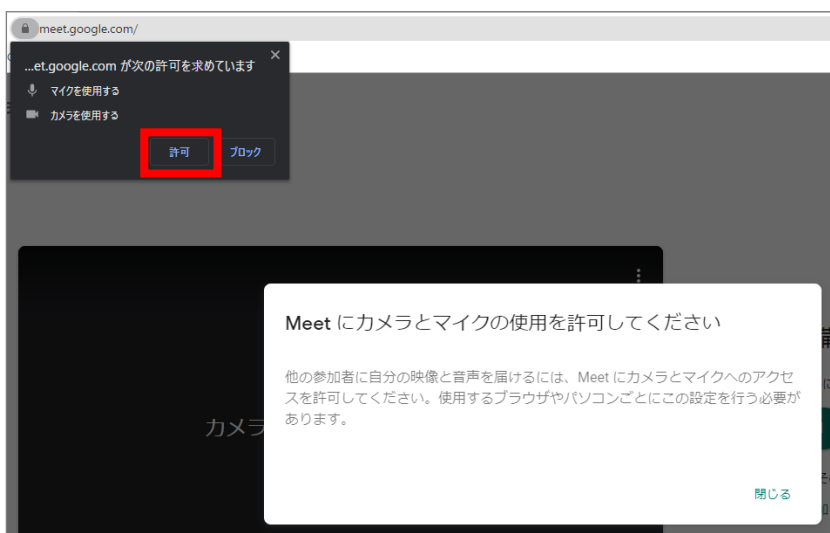 meet.google.com/
...et.google.com が次の許可を求めています
マイクを使用する
カメラを使用する
許可
ブロック
Meet にカメラとマイクの使用を許可してください
他の参加者に自分の映像と音声を届けるには、Meet にカメラとマイクへのアクセ
スを許可してください。使用するブラウザやパソコンごとにこの設定を行う必要が
あります。
カメラ
閉じる